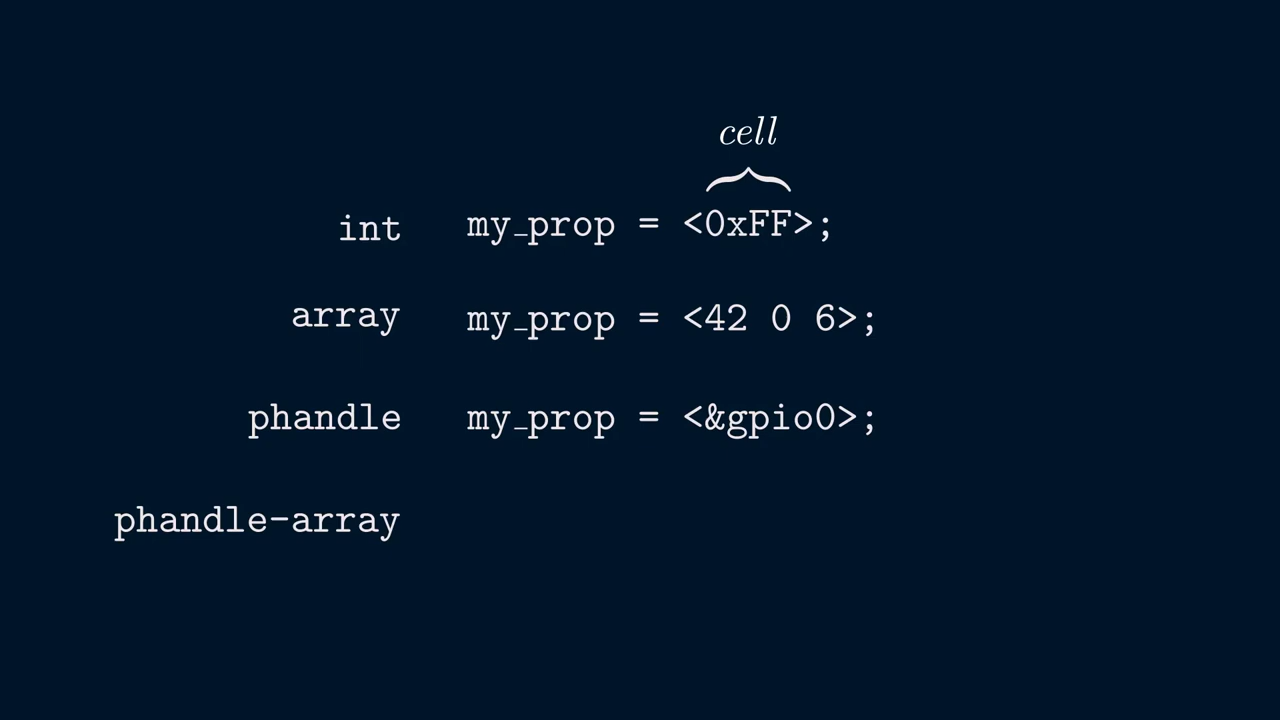 cell
int my_prop = <0xFF>;
array my_prop = <42 0 6>;
phandle my_prop = <&gpio0>;
phandle-array